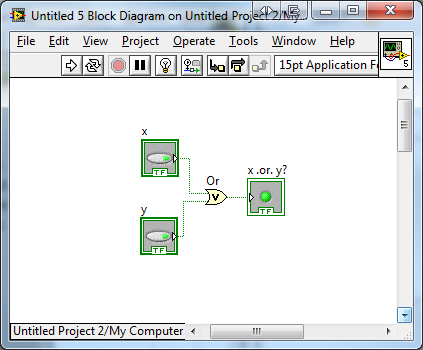 Untitled 5 Block Diagram on Untitled Project 2/My
File Edit View Project Operate Tools Window Help
15pt Application Fo
5
x
TF
Or
V
x .or. y?
TF
y
TF
Untitled Project 2/My Computer